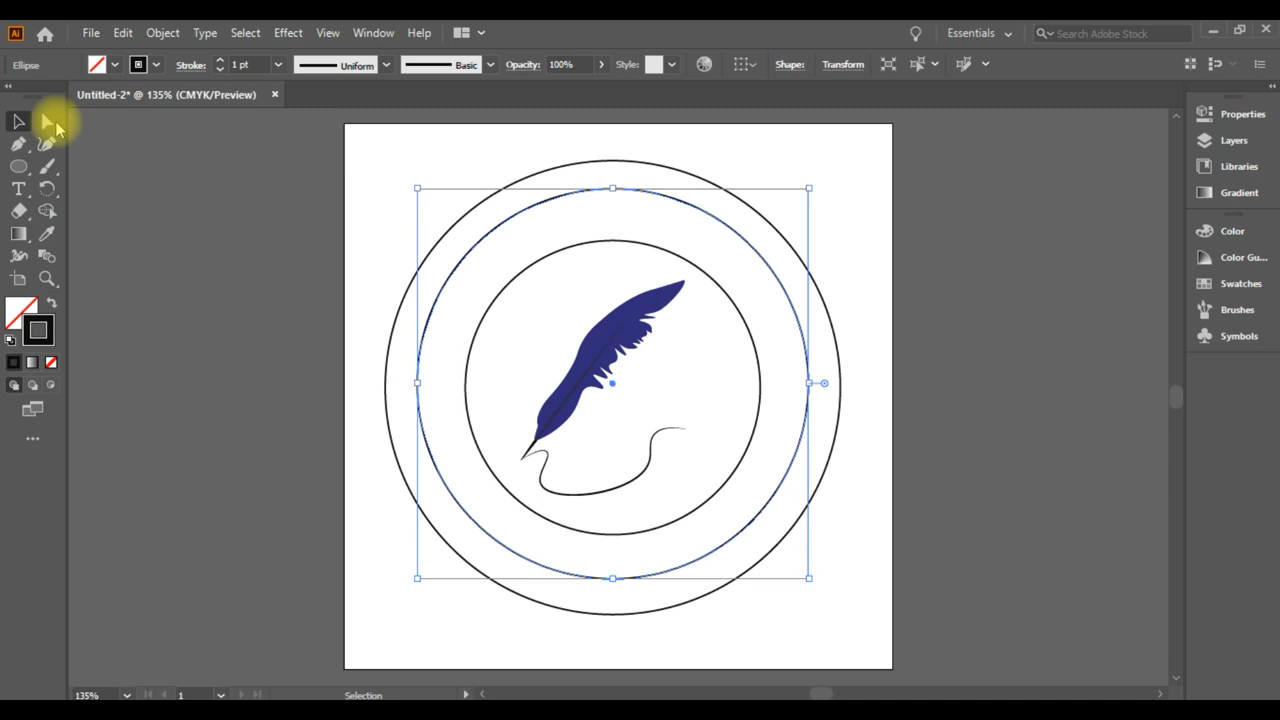 Ai File Edit Object Type Select Effect View Window Help Essentials Search Adobe Stock
Ellipse Stroke: 1 pt Uniform Basic Opacity: 100% Style: Shape: Transform
Untitled-2* @ 135% (CMYK/Preview)
T
Properties
Layers
Libraries
Gradient
Color
Color Gu...
Swatches
Brushes
Symbols
135% 1 Selection